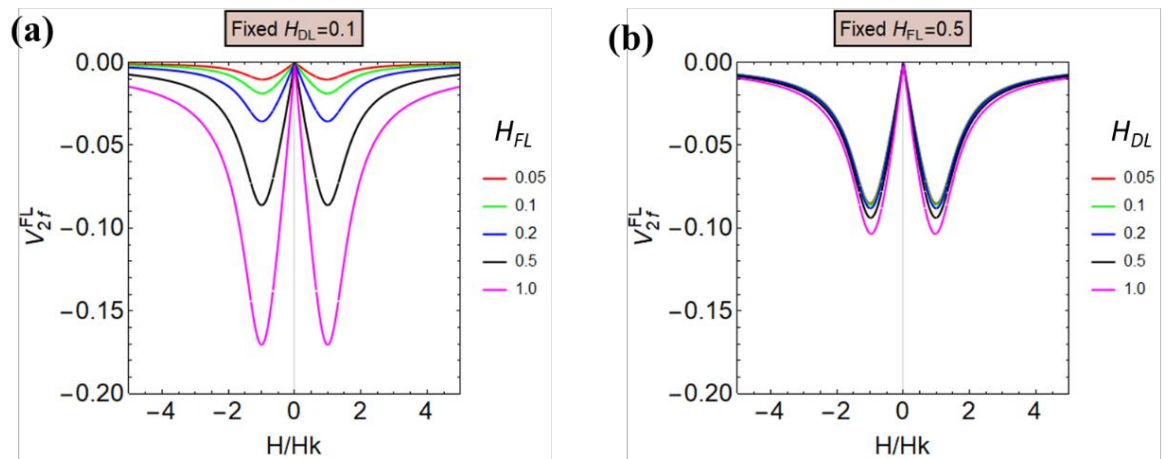 (a)
Fixed H_DL=0.1
0.00
−0.05
−0.10
−0.15
−0.20
V_2f^FL
−4 −2 0 2 4
H/Hk
H_FL
0.05
0.1
0.2
0.5
1.0
(b)
Fixed H_FL=0.5
0.00
−0.05
−0.10
−0.15
−0.20
V_2f^FL
−4 −2 0 2 4
H/Hk
H_DL
0.05
0.1
0.2
0.5
1.0